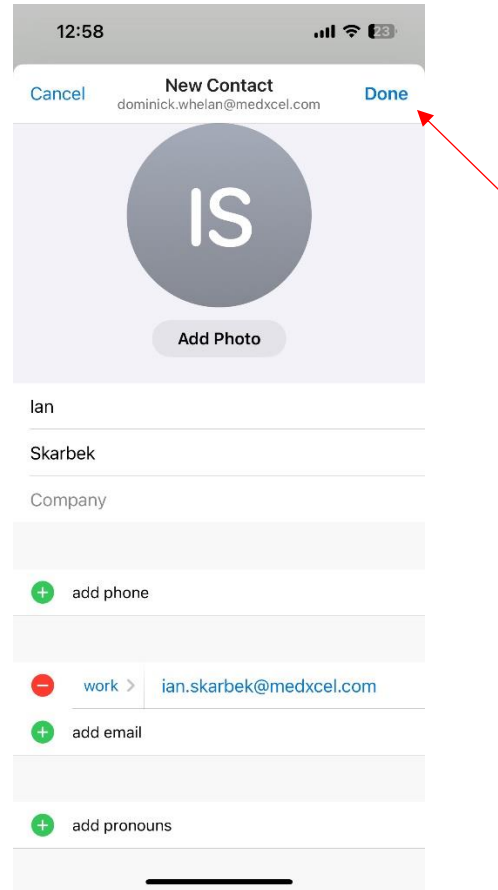 12:58
23
Cancel
New Contact
Done
dominick.whelan@medxcel.com
IS
Add Photo
Ian
Skarbek
Company
add phone
work
ian.skarbek@medxcel.com
add email
add pronouns